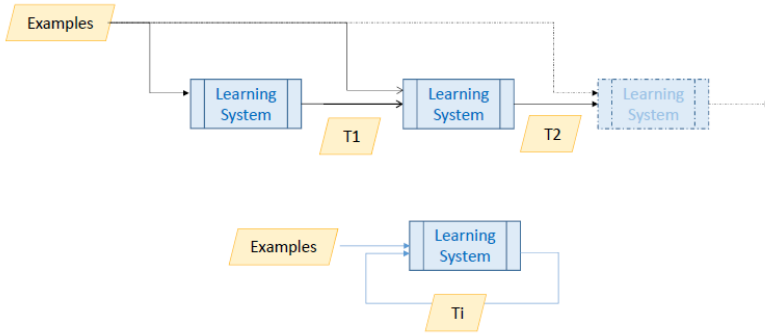 Examples
Learning
System
Learning
System
Learning
System
T1
T2
Examples
Learning
System
Ti